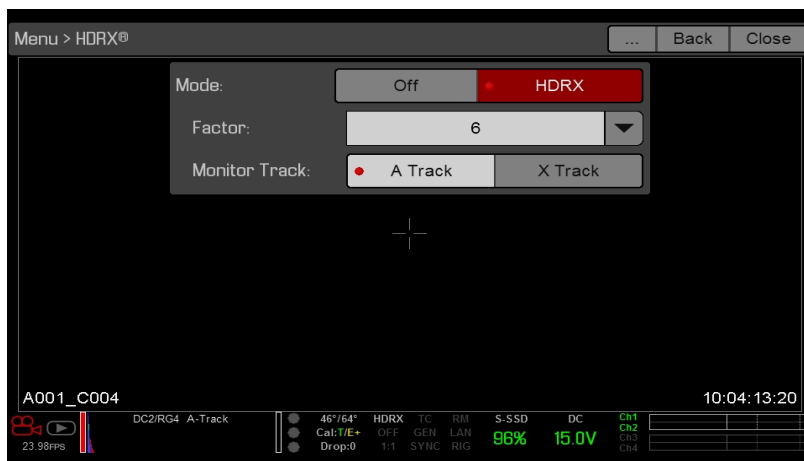 Menu > HDRX® ... Back Close
Mode: Off HDRX
Factor: 6
Monitor Track: A Track X Track
A001_C004 10:04:13:20
DC2/RG4 A-Track 46°/64° HDRX TC RM S-SSD DC Ch1
Cal:T/E+ OFF GEN LAN 96% 15.0V Ch2
23.98FPS Drop:0 1:1 SYNC RIG Ch3
Ch4